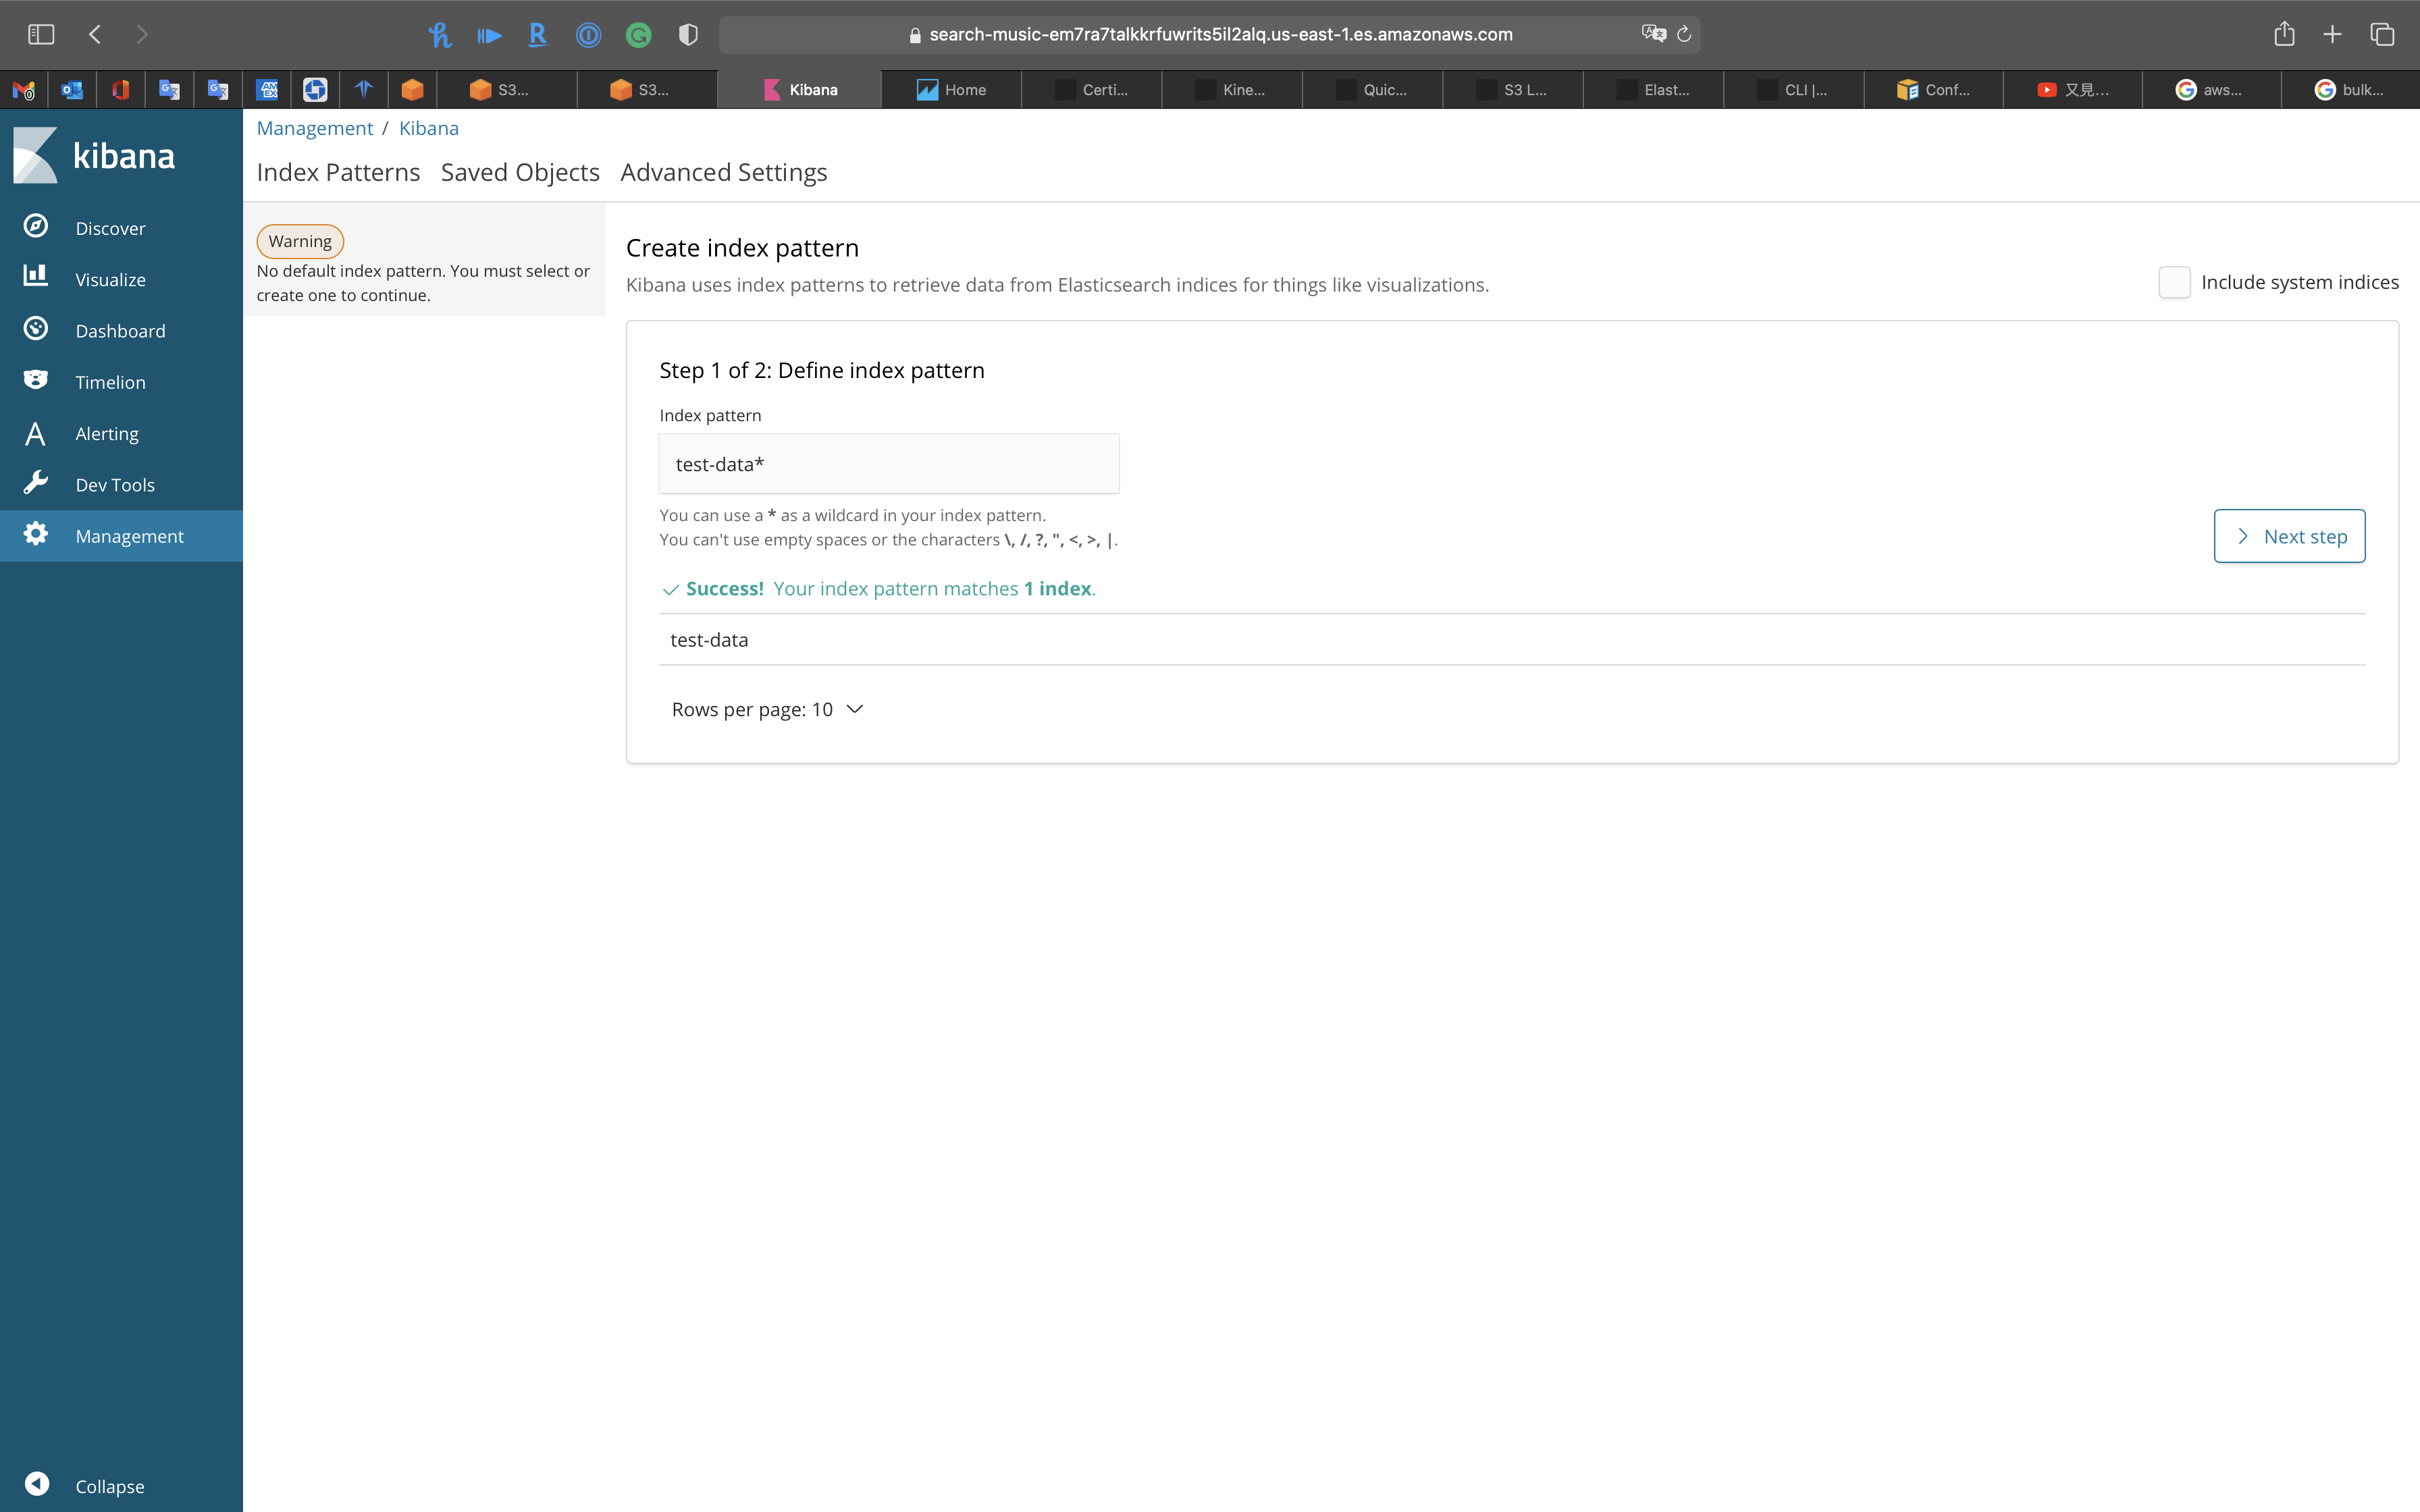 search-music-em7ra7talkkrfuwrits5il2alq.us-east-1.es.amazonaws.com
S3...
S3...
Kibana
Home
Certi...
Kine...
Quic...
S3 L...
Elast...
CLI |...
Conf...
又見...
aws...
bulk...
kibana
Discover
Visualize
Dashboard
Timelion
Alerting
Dev Tools
Management
Collapse
Management / Kibana
Index Patterns Saved Objects Advanced Settings
Warning
No default index pattern. You must select or
create one to continue.
Create index pattern
Kibana uses index patterns to retrieve data from Elasticsearch indices for things like visualizations.
Include system indices
Step 1 of 2: Define index pattern
Index pattern
test-data*
You can use a * as a wildcard in your index pattern.
You can't use empty spaces or the characters \, /, ?, ", <, >, |.
Next step
Success! Your index pattern matches 1 index.
test-data
Rows per page: 10